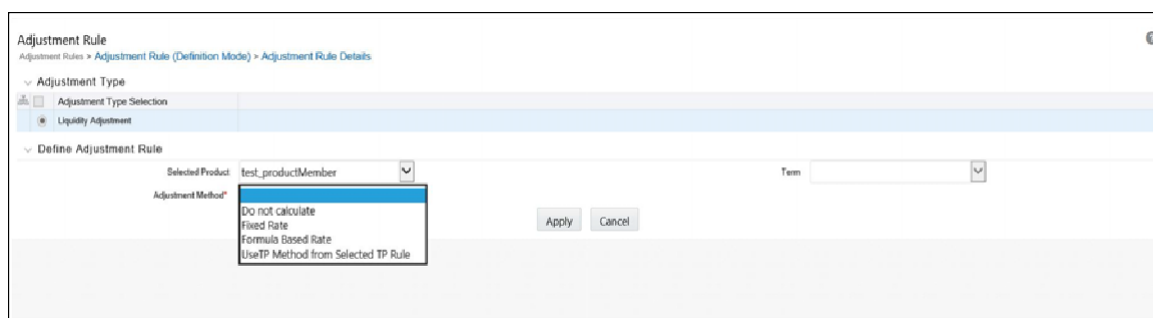 Adjustment Rule
Adjustment Rules > Adjustment Rule (Definition Mode) > Adjustment Rule Details
Adjustment Type
Adjustment Type Selection
Liquidity Adjustment
Define Adjustment Rule
Selected Product test_productMember Term
Adjustment Method*
Do not calculate
Fixed Rate
Formula Based Rate
UseTP Method from Selected TP Rule
Apply Cancel